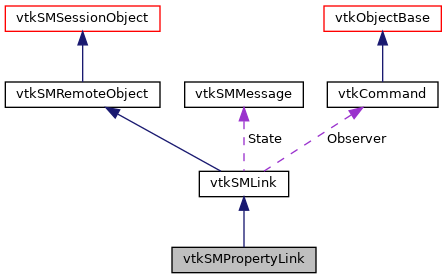 vtkSMSessionObject
vtkObjectBase
vtkSMRemoteObject
vtkSMMessage
vtkCommand
State
Observer
vtkSMLink
vtkSMPropertyLink